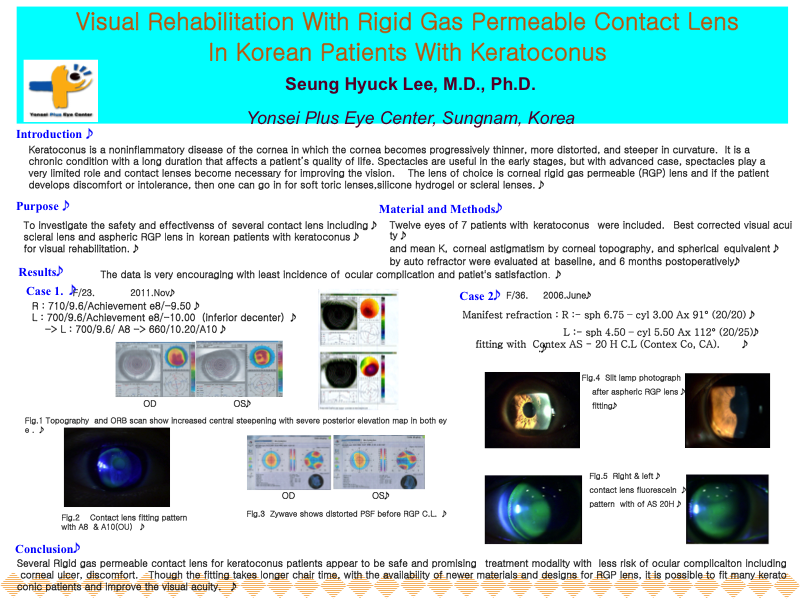 Visual Rehabilitation With Rigid Gas Permeable Contact Lens
In Korean Patients With Keratoconus
Seung Hyuck Lee, M.D., Ph.D.
Yonsei Plus Eye Center
Yonsei Plus Eye Center, Sungnam, Korea
Introduction ♪
Keratoconus is a noninflammatory disease of the cornea in which the cornea becomes progressively thinner, more distorted, and steeper in curvature. It is a
chronic condition with a long duration that affects a patient's quality of life. Spectacles are useful in the early stages, but with advanced case, spectacles play a
very limited role and contact lenses become necessary for improving the vision. The lens of choice is corneal rigid gas permeable (RGP) lens and if the patient
develops discomfort or intolerance, then one can go in for soft toric lenses,silicone hydrogel or scleral lenses. ♪
Purpose ♪
To investigate the safety and effectivenss of several contact lens including ♪
scleral lens and aspheric RGP lens in korean patients with keratoconus ♪
for visual rehabilitation. ♪
Material and Methods♪
Twelve eyes of 7 patients with keratoconus were included. Best corrected visual acui
ty ♪
and mean K, corneal astigmatism by corneal topography, and spherical equivalent ♪
by auto refractor were evaluated at baseline, and 6 months postoperatively♪
Results♪
The data is very encouraging with least incidence of ocular complication and patiet's satisfaction. ♪
Case 1. ♪F/23. 2011.Nov♪
R : 710/9.6/Achievement e8/-9.50 ♪
L : 700/9.6/Achievement e8/-10.00 (inferior decenter) ♪
-> L : 700/9.6/ A8 -> 660/10.20/A10 ♪
OD
OS♪
Fig.1 Topography and ORB scan show increased central steepening with severe posterior elevation map in both ey
e . ♪
Fig.2 Contact lens fitting pattern
with A8 & A10(OU) ♪
OD
OS♪
Fig.3 Zywave shows distorted PSF before RGP C.L. ♪
Case 2♪ F/36. 2006.June♪
Manifest refraction : R :- sph 6.75 – cyl 3.00 Ax 91° (20/20) ♪
L :- sph 4.50 – cyl 5.50 Ax 112° (20/25)♪
fitting with Contex AS - 20 H C.L (Contex Co, CA). ♪
♪
Fig.4 Slit lamp photograph
after aspheric RGP lens ♪
fitting♪
Fig.5 Right & left ♪
contact lens fluorescein ♪
pattern with of AS 20H ♪
Conclusion♪
Several Rigid gas permeable contact lens for keratoconus patients appear to be safe and promising treatment modality with less risk of ocular complicaiton including
corneal ulcer, discomfort. Though the fitting takes longer chair time, with the availability of newer materials and designs for RGP lens, it is possible to fit many kerato
conic patients and improve the visual acuity. ♪